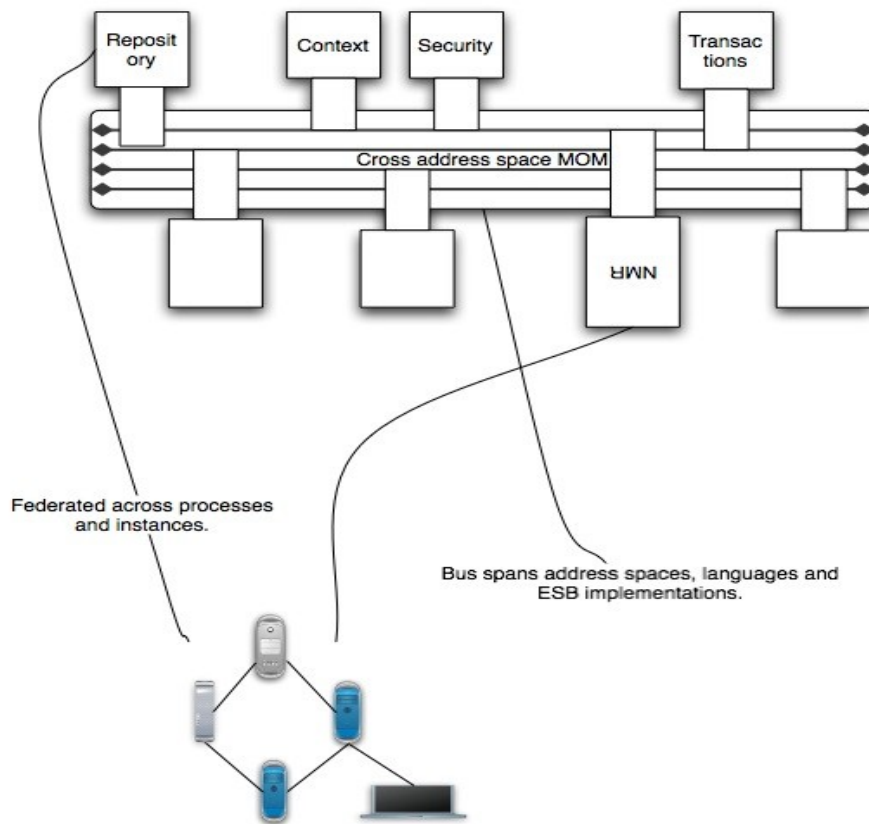 Reposit
ory
Context
Security
Transac
tions
Cross address space MOM
NMR
Federated across processes
and instances.
Bus spans address spaces, languages and
ESB implementations.